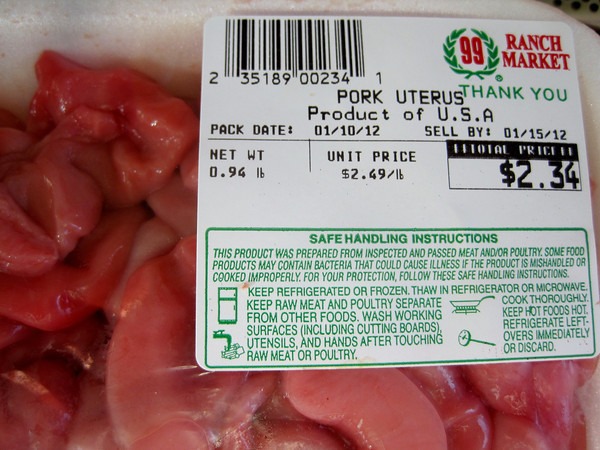 2 35189 00234 1
99 RANCH
MARKET
THANK YOU
PORK UTERUS
Product of U.S.A
PACK DATE: 01/10/12 SELL BY: 01/15/12
NET WT UNIT PRICE TOTAL PRICE
0.94 lb $2.49/lb $2.34
SAFE HANDLING INSTRUCTIONS
THIS PRODUCT WAS PREPARED FROM INSPECTED AND PASSED MEAT AND/OR POULTRY. SOME FOOD
PRODUCTS MAY CONTAIN BACTERIA THAT COULD CAUSE ILLNESS IF THE PRODUCT IS MISHANDLED OR
COOKED IMPROPERLY. FOR YOUR PROTECTION, FOLLOW THESE SAFE HANDLING INSTRUCTIONS.
KEEP REFRIGERATED OR FROZEN. THAW IN REFRIGERATOR OR MICROWAVE.
KEEP RAW MEAT AND POULTRY SEPARATE
FROM OTHER FOODS. WASH WORKING
SURFACES (INCLUDING CUTTING BOARDS),
UTENSILS, AND HANDS AFTER TOUCHING
RAW MEAT OR POULTRY.
COOK THOROUGHLY.
KEEP HOT FOODS HOT.
REFRIGERATE LEFT-
OVERS IMMEDIATELY
OR DISCARD.